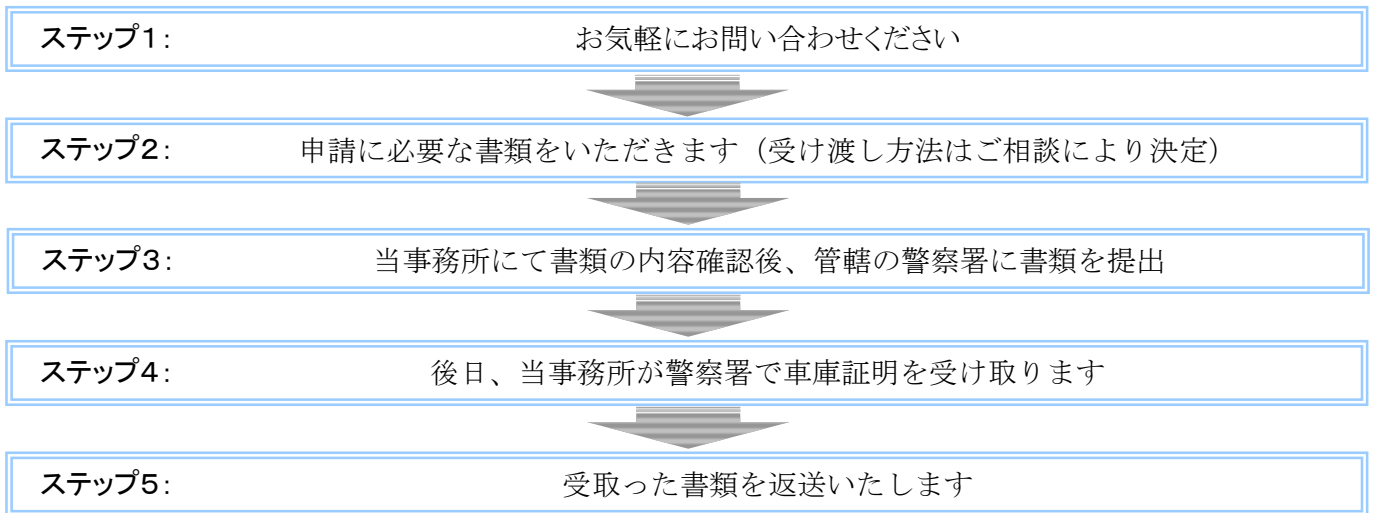 ステップ1: お気軽にお問い合わせください
ステップ2: 申請に必要な書類をいただきます（受け渡し方法はご相談により決定）
ステップ3: 当事務所にて書類の内容確認後、管轄の警察署に書類を提出
ステップ4: 後日、当事務所が警察署で車庫証明を受け取ります
ステップ5: 受取った書類を返送いたします